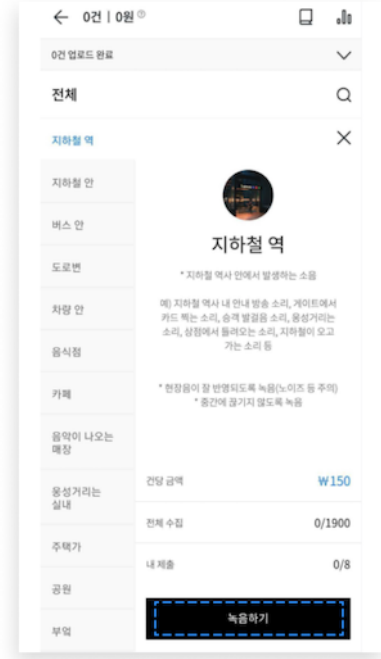 ← 0건 | 0원 ?
0건 업로드 완료
전체
지하철 역
지하철 안
버스 안
도로변
차량 안
음식점
카페
음악이 나오는
매장
웅성거리는
실내
주택가
공원
부엌
지하철 역
* 지하철 역사 안에서 발생하는 소음
예) 지하철 역사 내 안내 방송 소리, 게이트에서
카드 찍는 소리, 승객 발걸음 소리, 웅성거리는
소리, 상점에서 들려오는 소리, 지하철이 오고
가는 소리 등
* 현장음이 잘 반영되도록 녹음(노이즈 등 주의)
* 중간에 끊기지 않도록 녹음
건당 금액 ₩150
전체 수집 0/1900
내 제출 0/8
녹음하기